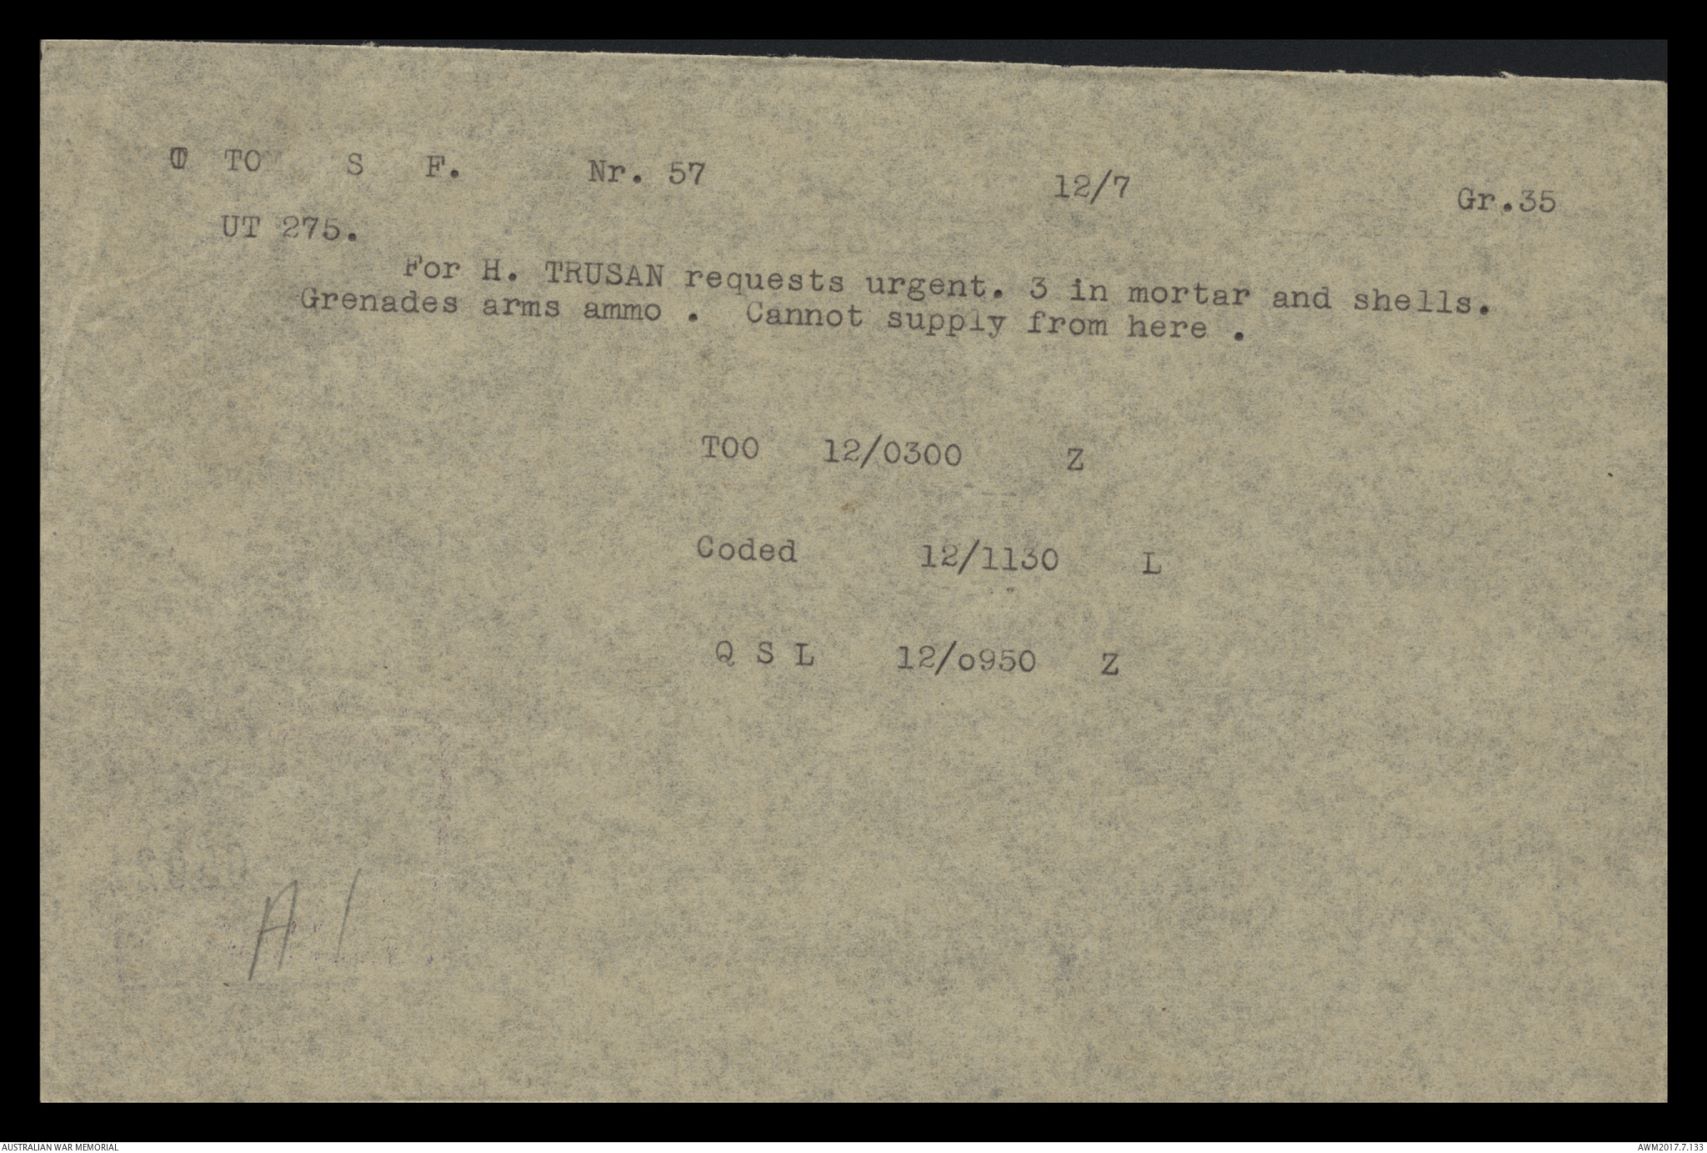 TO S F. Nr. 57 12/7 Gr.35
UT 275.
For H. TRUSAN requests urgent. 3 in mortar and shells.
Grenades arms ammo . Cannot supply from here .
TOO 12/0300 Z
Coded 12/1130 L
Q S L 12/o950 Z
A 1
AUSTRALIAN WAR MEMORIAL
AWM2017.7.133